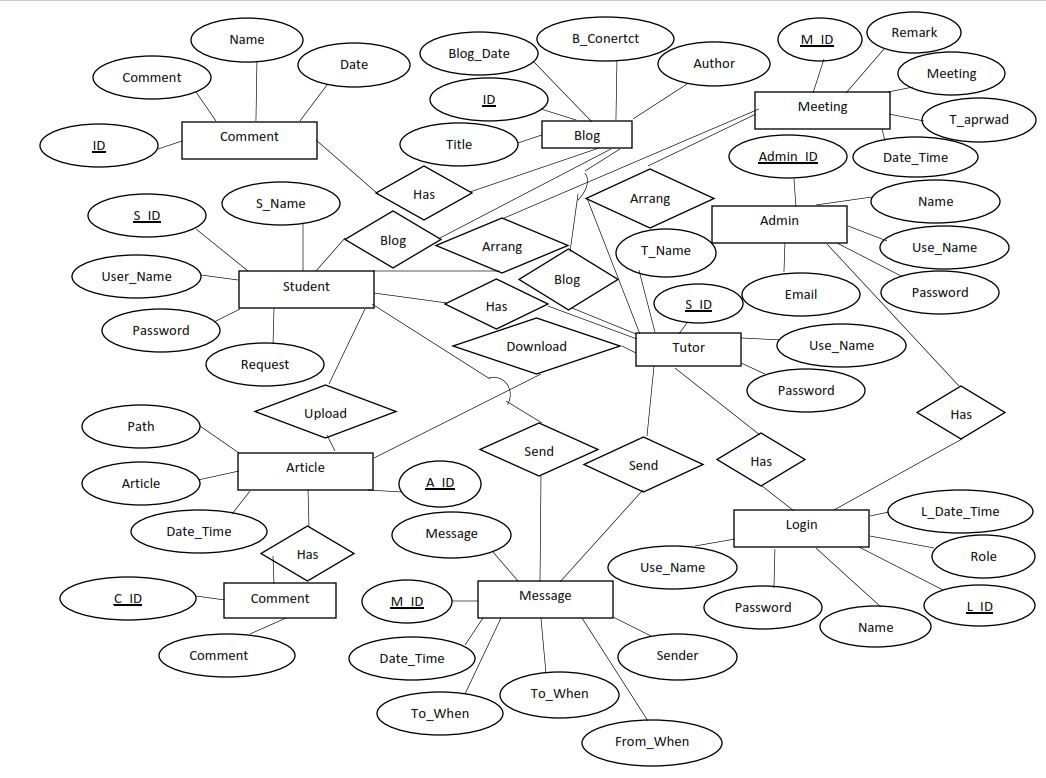 Name
Comment
Date
ID
Comment
Blog_Date
B_Conertct
Author
ID
Title
Blog
M_ID
Remark
Meeting
Meeting
T_aprwad
Date_Time
Admin_ID
Name
Admin
Use_Name
Password
Email
Has
Arrang
Blog
Arrang
Blog
T_Name
S_ID
S_ID
S_Name
User_Name
Student
Password
Request
Has
Download
Tutor
Use_Name
Password
Upload
Has
Path
Article
Article
Date_Time
A_ID
Message
Send
Send
Has
Has
Login
L_Date_Time
Role
L_ID
Name
Password
Use_Name
C_ID
Comment
Comment
M_ID
Message
Date_Time
To_When
To_When
Sender
From_When